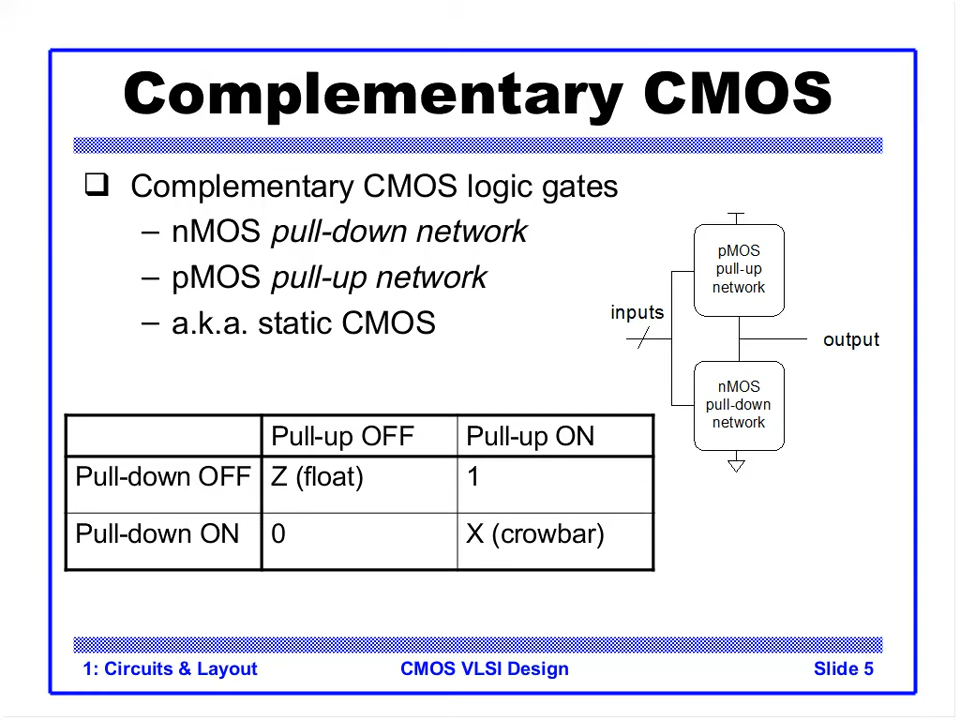 Complementary CMOS
❑ Complementary CMOS logic gates
– nMOS pull-down network
– pMOS pull-up network
– a.k.a. static CMOS
pMOS
pull-up
network
inputs
output
nMOS
pull-down
network
Pull-up OFF Pull-up ON
Pull-down OFF Z (float) 1
Pull-down ON 0 X (crowbar)
1: Circuits & Layout CMOS VLSI Design Slide 5